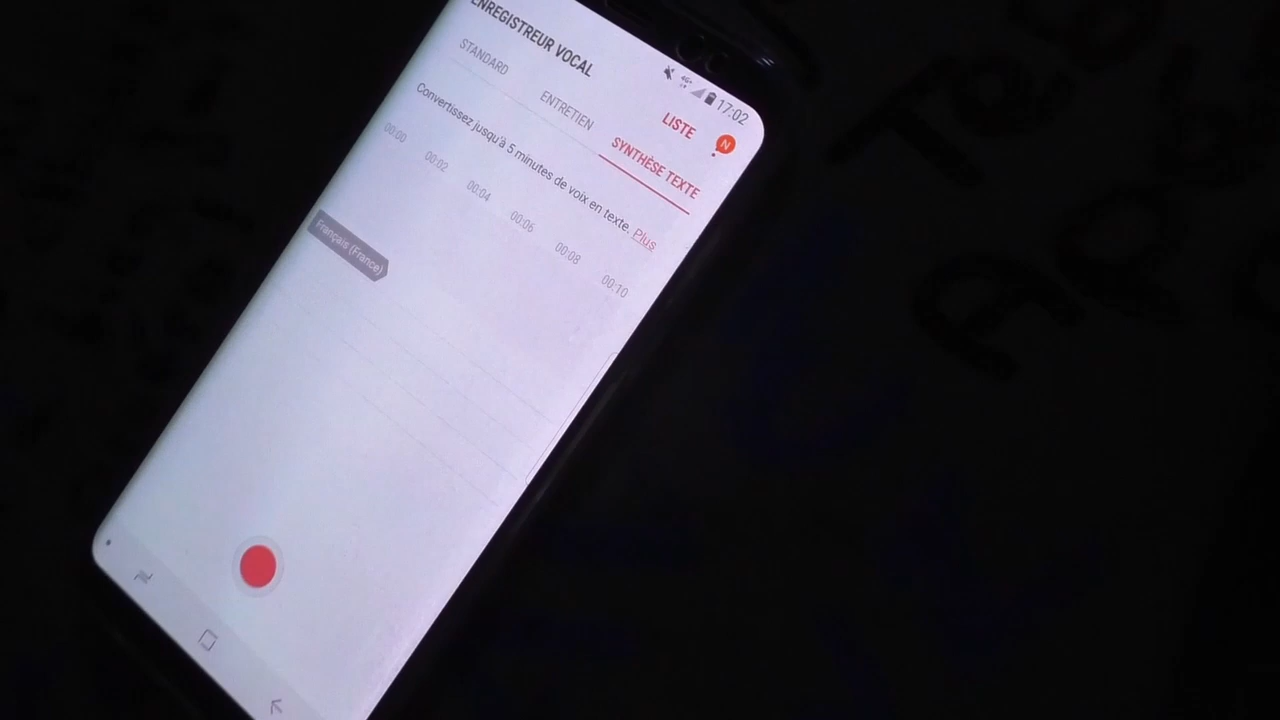 17:02
ENREGISTREUR VOCAL
LISTE
N
STANDARD
ENTRETIEN
SYNTHÈSE TEXTE
Convertissez jusqu'à 5 minutes de voix en texte. Plus
00:00 00:02 00:04 00:06 00:08 00:10
Français (France)